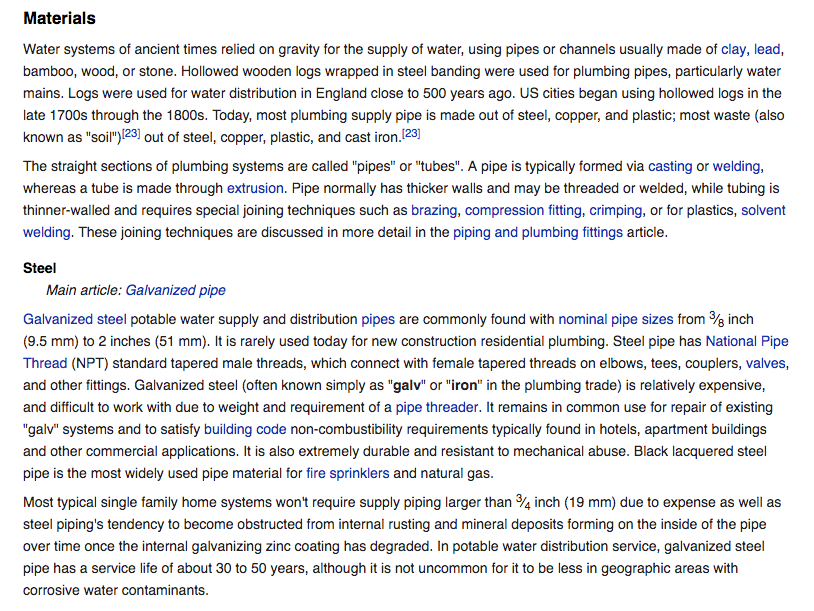 Materials
Water systems of ancient times relied on gravity for the supply of water, using pipes or channels usually made of clay, lead,
bamboo, wood, or stone. Hollowed wooden logs wrapped in steel banding were used for plumbing pipes, particularly water
mains. Logs were used for water distribution in England close to 500 years ago. US cities began using hollowed logs in the
late 1700s through the 1800s. Today, most plumbing supply pipe is made out of steel, copper, and plastic; most waste (also
known as "soil")[23] out of steel, copper, plastic, and cast iron.[23]
The straight sections of plumbing systems are called "pipes" or "tubes". A pipe is typically formed via casting or welding,
whereas a tube is made through extrusion. Pipe normally has thicker walls and may be threaded or welded, while tubing is
thinner-walled and requires special joining techniques such as brazing, compression fitting, crimping, or for plastics, solvent
welding. These joining techniques are discussed in more detail in the piping and plumbing fittings article.
Steel
Main article: Galvanized pipe
Galvanized steel potable water supply and distribution pipes are commonly found with nominal pipe sizes from 3⁄8 inch
(9.5 mm) to 2 inches (51 mm). It is rarely used today for new construction residential plumbing. Steel pipe has National Pipe
Thread (NPT) standard tapered male threads, which connect with female tapered threads on elbows, tees, couplers, valves,
and other fittings. Galvanized steel (often known simply as "galv" or "iron" in the plumbing trade) is relatively expensive,
and difficult to work with due to weight and requirement of a pipe threader. It remains in common use for repair of existing
"galv" systems and to satisfy building code non-combustibility requirements typically found in hotels, apartment buildings
and other commercial applications. It is also extremely durable and resistant to mechanical abuse. Black lacquered steel
pipe is the most widely used pipe material for fire sprinklers and natural gas.
Most typical single family home systems won't require supply piping larger than 3⁄4 inch (19 mm) due to expense as well as
steel piping's tendency to become obstructed from internal rusting and mineral deposits forming on the inside of the pipe
over time once the internal galvanizing zinc coating has degraded. In potable water distribution service, galvanized steel
pipe has a service life of about 30 to 50 years, although it is not uncommon for it to be less in geographic areas with
corrosive water contaminants.